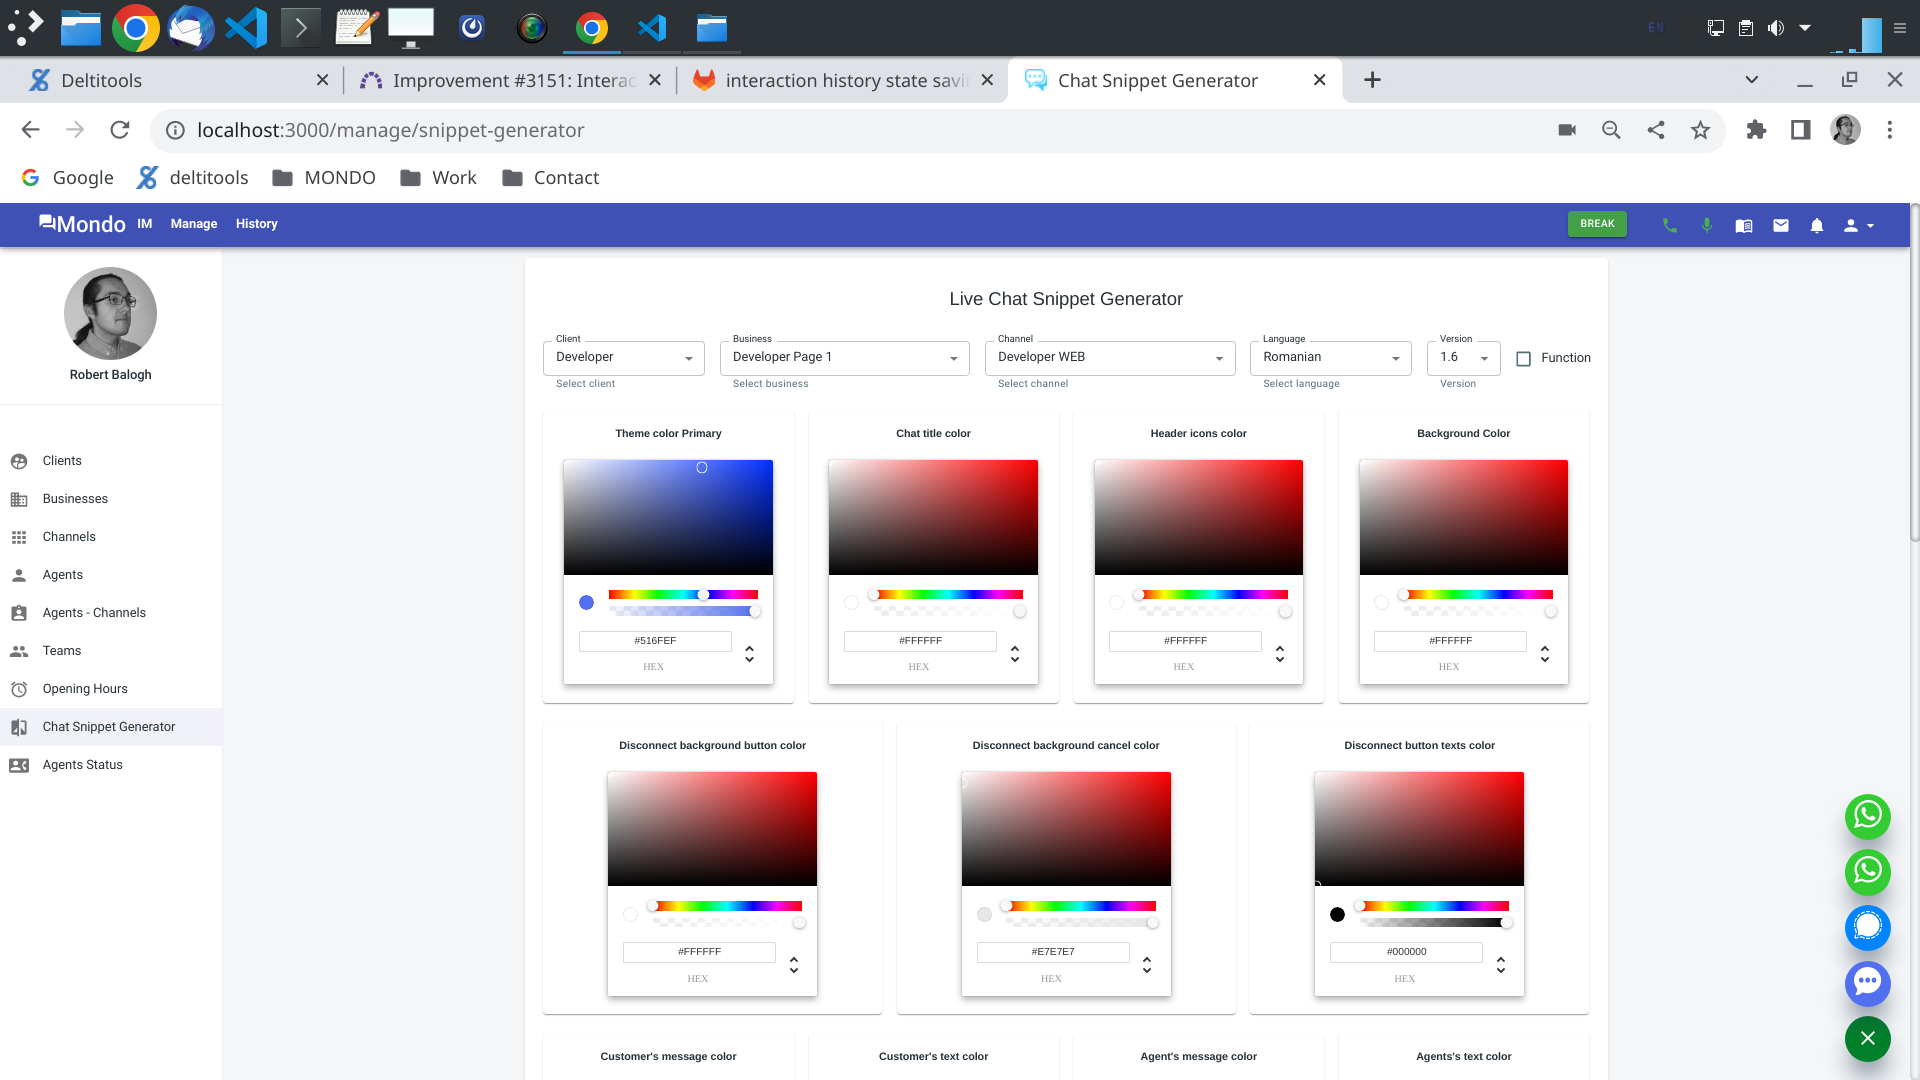 EN
Deltitools
Improvement #3151: Interac
interaction history state savi
Chat Snippet Generator
localhost:3000/manage/snippet-generator
Google
deltitools
MONDO
Work
Contact
Mondo
IM
Manage
History
BREAK
Robert Balogh
Clients
Businesses
Channels
Agents
Agents - Channels
Teams
Opening Hours
Chat Snippet Generator
Agents Status
Live Chat Snippet Generator
Client
Business
Channel
Language
Version
Developer
Developer Page 1
Developer WEB
Romanian
1.6
Function
Select client
Select business
Select channel
Select language
Version
Theme color Primary
Chat title color
Header icons color
Background Color
#516FEF
#FFFFFF
#FFFFFF
#FFFFFF
HEX
HEX
HEX
HEX
Disconnect background button color
Disconnect background cancel color
Disconnect button texts color
#FFFFFF
#E7E7E7
#000000
HEX
HEX
HEX
Customer's message color
Customer's text color
Agent's message color
Agents's text color